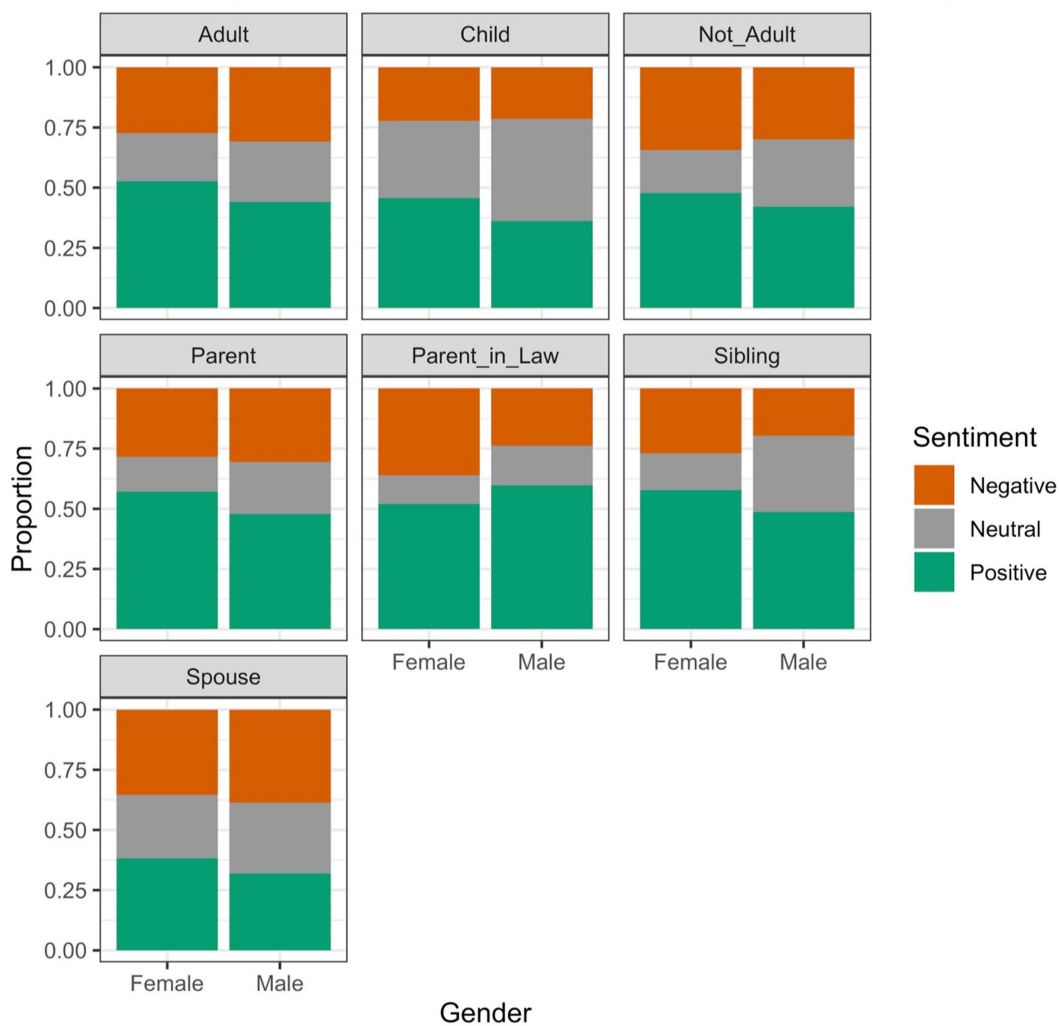 Adult Child Not_Adult
1.00
0.75
0.50
0.25
0.00
Parent Parent_in_Law Sibling
1.00
0.75
0.50
0.25
0.00
Female Male Female Male
Spouse
1.00
0.75
0.50
0.25
0.00
Female Male
Proportion
Gender
Sentiment
Negative
Neutral
Positive